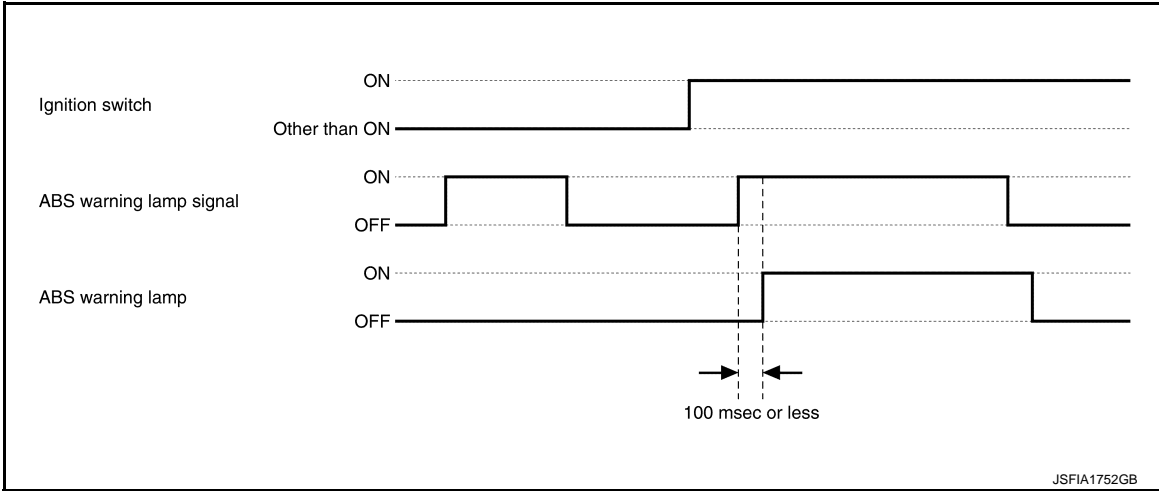 ON
Ignition switch
Other than ON
ON
ABS warning lamp signal
OFF
ON
ABS warning lamp
OFF
100 msec or less
JSFIA1752GB